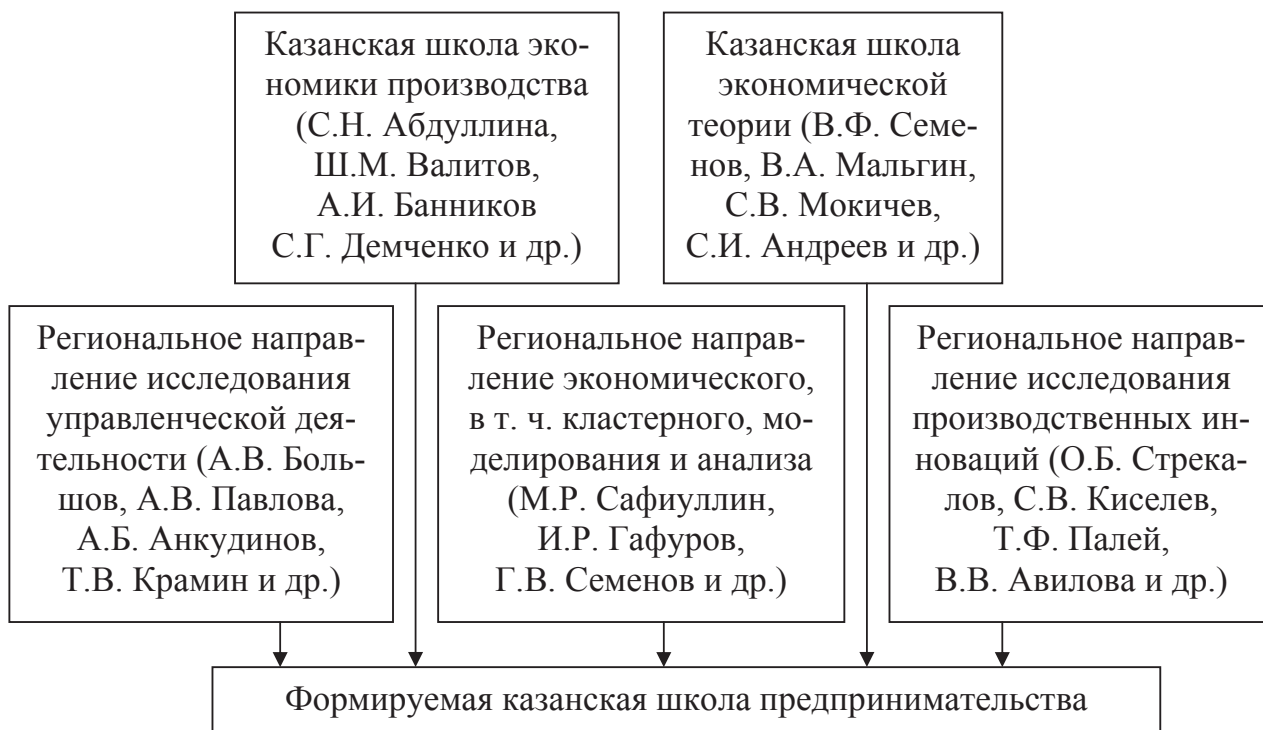 Казанская школа эко-
номики производства
(С.Н. Абдуллина,
Ш.М. Валитов,
А.И. Банников
С.Г. Демченко и др.)
Казанская школа
экономической
теории (В.Ф. Семе-
нов, В.А. Мальгин,
С.В. Мокичев,
С.И. Андреев и др.)
Региональное направ-
ление исследования
управленческой дея-
тельности (А.В. Боль-
шов, А.В. Павлова,
А.Б. Анкудинов,
Т.В. Крамин и др.)
Региональное направ-
ление экономического,
в т. ч. кластерного, мо-
делирования и анализа
(М.Р. Сафиуллин,
И.Р. Гафуров,
Г.В. Семенов и др.)
Региональное направ-
ление исследования
производственных ин-
новаций (О.Б. Стрека-
лов, С.В. Киселев,
Т.Ф. Палей,
В.В. Авилова и др.)
Формируемая казанская школа предпринимательства